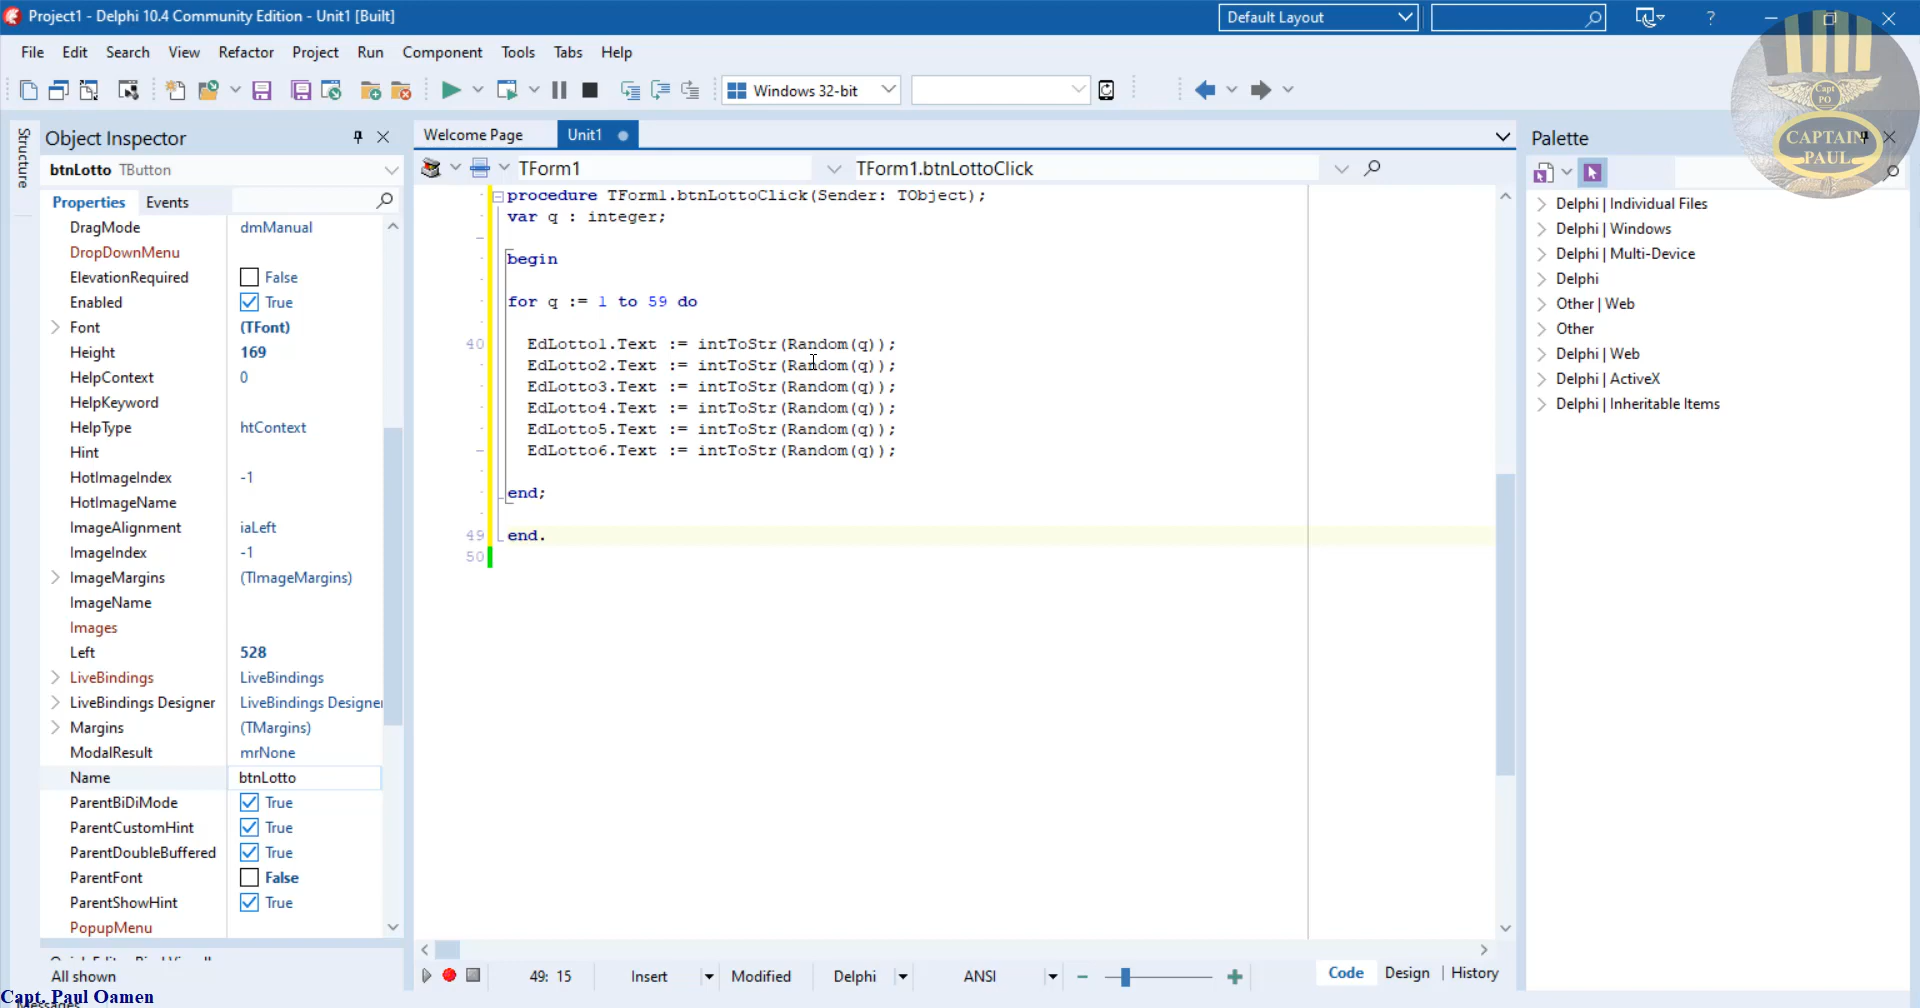 Project1 - Delphi 10.4 Community Edition - Unit1 [Built]
Default Layout
?
File Edit Search View Refactor Project Run Component Tools Tabs Help
Windows 32-bit
Capt
PO
CAPTAIN
PAUL
Structure
Object Inspector
btnLotto TButton
Properties Events
DragMode dmManual
DropDownMenu
ElevationRequired False
Enabled True
Font (TFont)
Height 169
HelpContext 0
HelpKeyword
HelpType htContext
Hint
HotImageIndex -1
HotImageName
ImageAlignment iaLeft
ImageIndex -1
ImageMargins (TImageMargins)
ImageName
Images
Left 528
LiveBindings LiveBindings
LiveBindings Designer LiveBindings Designer
Margins (TMargins)
ModalResult mrNone
Name btnLotto
ParentBiDiMode True
ParentCustomHint True
ParentDoubleBuffered True
ParentFont False
ParentShowHint True
PopupMenu
All shown
Capt. Paul Oamen
Welcome Page Unit1
TForm1 TForm1.btnLottoClick
procedure TForm1.btnLottoClick(Sender: TObject);
var q : integer;
begin
for q := 1 to 59 do
40 EdLotto1.Text := intToStr(Random(q));
EdLotto2.Text := intToStr(Random(q));
EdLotto3.Text := intToStr(Random(q));
EdLotto4.Text := intToStr(Random(q));
EdLotto5.Text := intToStr(Random(q));
EdLotto6.Text := intToStr(Random(q));
end;
49 end.
50
49: 15 Insert Modified Delphi ANSI
Code Design History
Palette
Delphi | Individual Files
Delphi | Windows
Delphi | Multi-Device
Delphi
Other | Web
Other
Delphi | Web
Delphi | ActiveX
Delphi | Inheritable Items